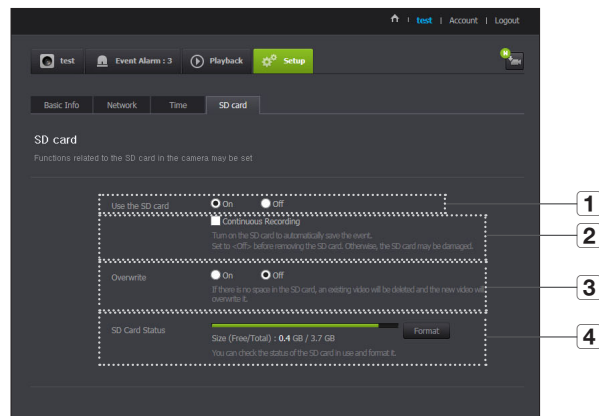 test | Account | Logout
test Event Alarm : 3 Playback Setup
N
Basic Info Network Time SD card
SD card
Functions related to the SD card in the camera may be set
Use the SD card On Off 1
Continuous Recording 2
Turn on the SD card to automatically save the event.
Set to <Off> before removing the SD card. Otherwise, the SD card may be damaged.
Overwrite On Off 3
If there is no space in the SD card, an existing video will be deleted and the new video will
overwrite it.
SD Card Status Format 4
Size (Free/Total) : 0.4 GB / 3.7 GB
You can check the status of the SD card in use and format it.